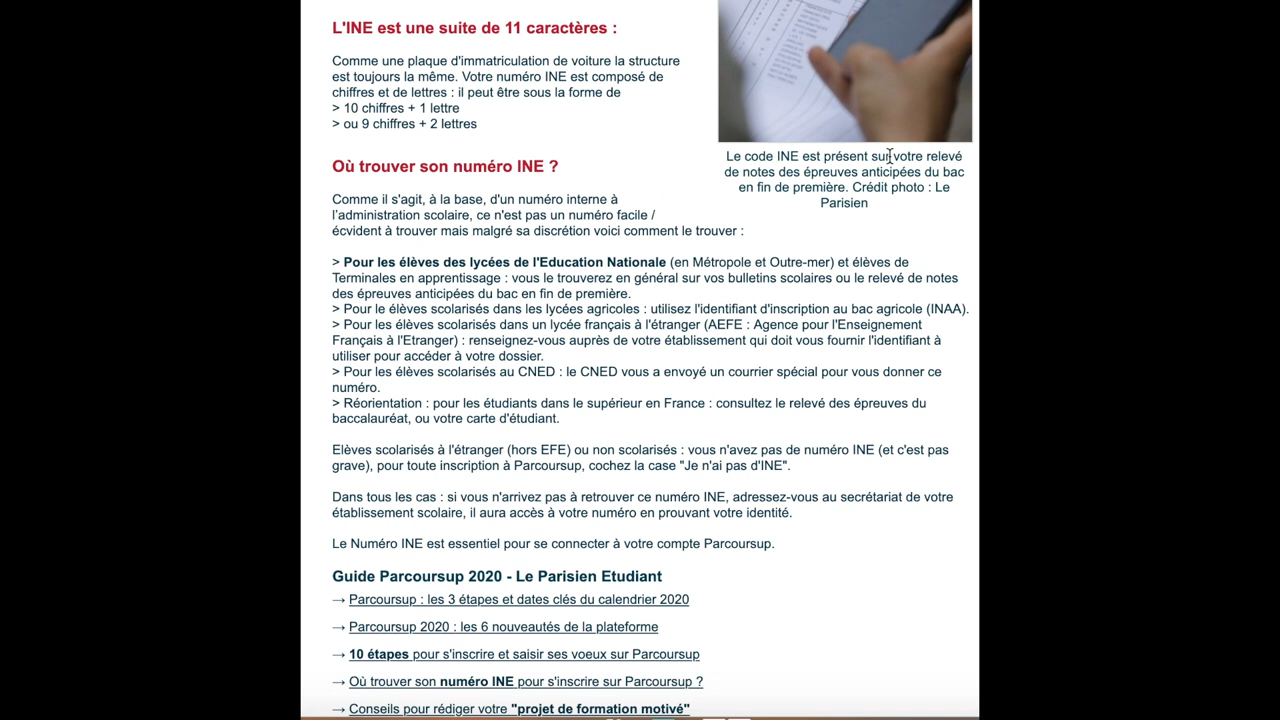 L'INE est une suite de 11 caractères :
Comme une plaque d'immatriculation de voiture la structure
est toujours la même. Votre numéro INE est composé de
chiffres et de lettres : il peut être sous la forme de
> 10 chiffres + 1 lettre
> ou 9 chiffres + 2 lettres
Le code INE est présent sur votre relevé
de notes des épreuves anticipées du bac
en fin de première. Crédit photo : Le
Parisien
Où trouver son numéro INE ?
Comme il s'agit, à la base, d'un numéro interne à
l'administration scolaire, ce n'est pas un numéro facile /
écvident à trouver mais malgré sa discrétion voici comment le trouver :
> Pour les élèves des lycées de l'Education Nationale (en Métropole et Outre-mer) et élèves de
Terminales en apprentissage : vous le trouverez en général sur vos bulletins scolaires ou le relevé de notes
des épreuves anticipées du bac en fin de première.
> Pour le élèves scolarisés dans les lycées agricoles : utilisez l'identifiant d'inscription au bac agricole (INAA).
> Pour les élèves scolarisés dans un lycée français à l'étranger (AEFE : Agence pour l'Enseignement
Français à l'Etranger) : renseignez-vous auprès de votre établissement qui doit vous fournir l'identifiant à
utiliser pour accéder à votre dossier.
> Pour les élèves scolarisés au CNED : le CNED vous a envoyé un courrier spécial pour vous donner ce
numéro.
> Réorientation : pour les étudiants dans le supérieur en France : consultez le relevé des épreuves du
baccalauréat, ou votre carte d'étudiant.
Elèves scolarisés à l'étranger (hors EFE) ou non scolarisés : vous n'avez pas de numéro INE (et c'est pas
grave), pour toute inscription à Parcoursup, cochez la case "Je n'ai pas d'INE".
Dans tous les cas : si vous n'arrivez pas à retrouver ce numéro INE, adressez-vous au secrétariat de votre
établissement scolaire, il aura accès à votre numéro en prouvant votre identité.
Le Numéro INE est essentiel pour se connecter à votre compte Parcoursup.
Guide Parcoursup 2020 - Le Parisien Etudiant
→ Parcoursup : les 3 étapes et dates clés du calendrier 2020
→ Parcoursup 2020 : les 6 nouveautés de la plateforme
→ 10 étapes pour s'inscrire et saisir ses voeux sur Parcoursup
→ Où trouver son numéro INE pour s'inscrire sur Parcoursup ?
→ Conseils pour rédiger votre "projet de formation motivé"